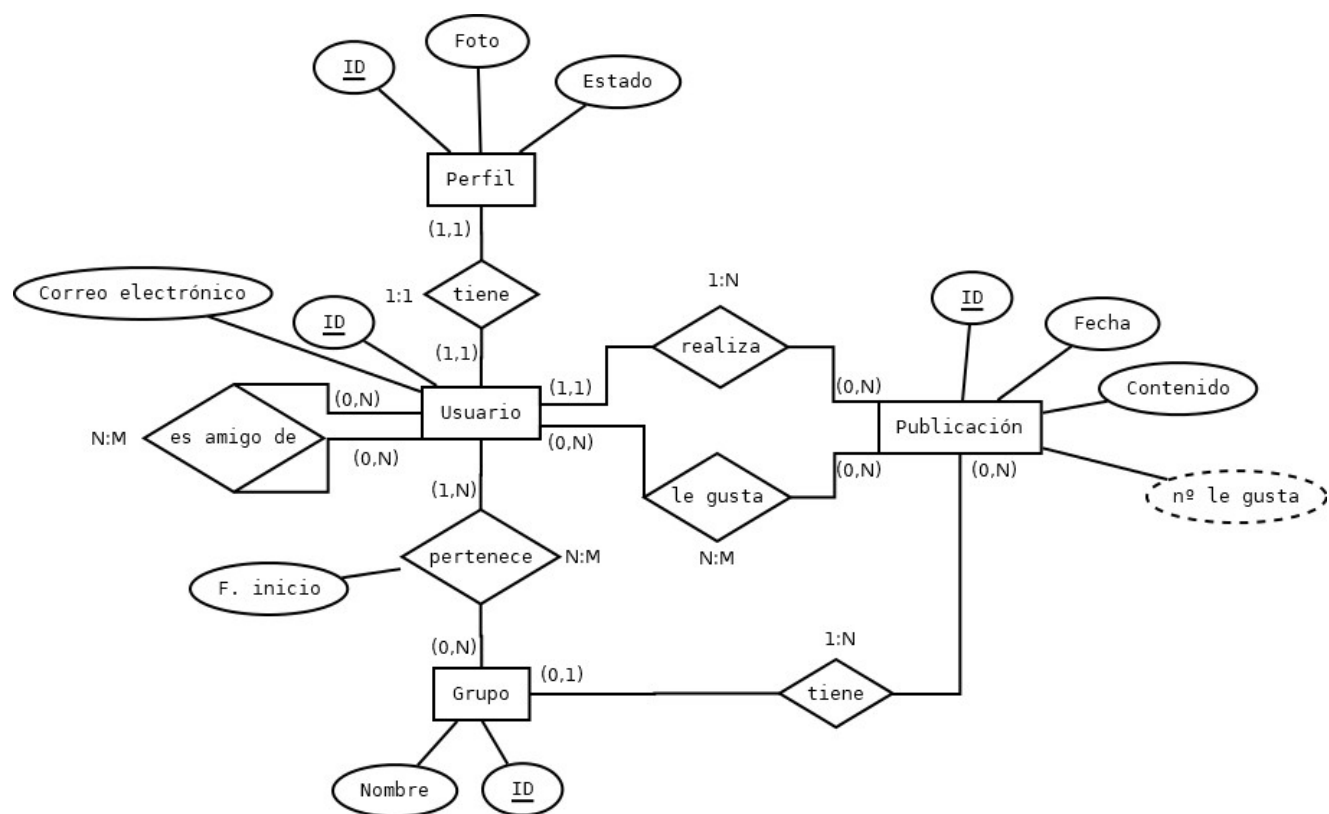 Foto
ID
Estado
Perfil
(1,1)
tiene
1:1
(1,1)
Correo electrónico
ID
Usuario
(0,N)
es amigo de
N:M
(0,N)
(1,1)
1:N
realiza
(0,N)
ID
Fecha
Contenido
Publicación
nº le gusta
(0,N)
le gusta
N:M
(0,N)
(0,N)
(1,N)
pertenece
N:M
F. inicio
(0,N)
Grupo
(0,1)
1:N
tiene
Nombre
ID